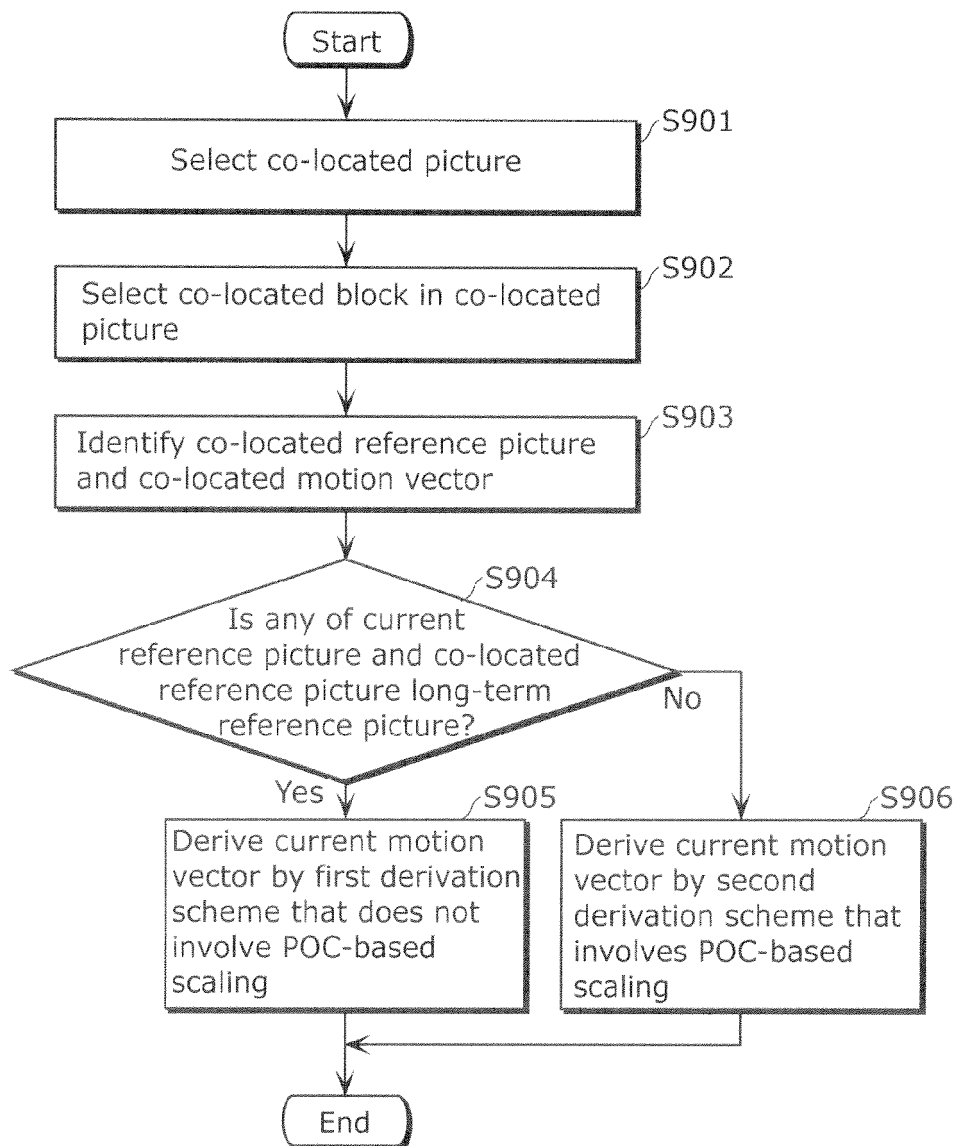 Start
S901
Select co-located picture
S902
Select co-located block in co-located
picture
S903
Identify co-located reference picture
and co-located motion vector
S904
Is any of current
reference picture and co-located
reference picture long-term
reference picture?
No
Yes
S905
Derive current motion
vector by first derivation
scheme that does not
involve POC-based
scaling
S906
Derive current motion
vector by second
derivation scheme that
involves POC-based
scaling
End